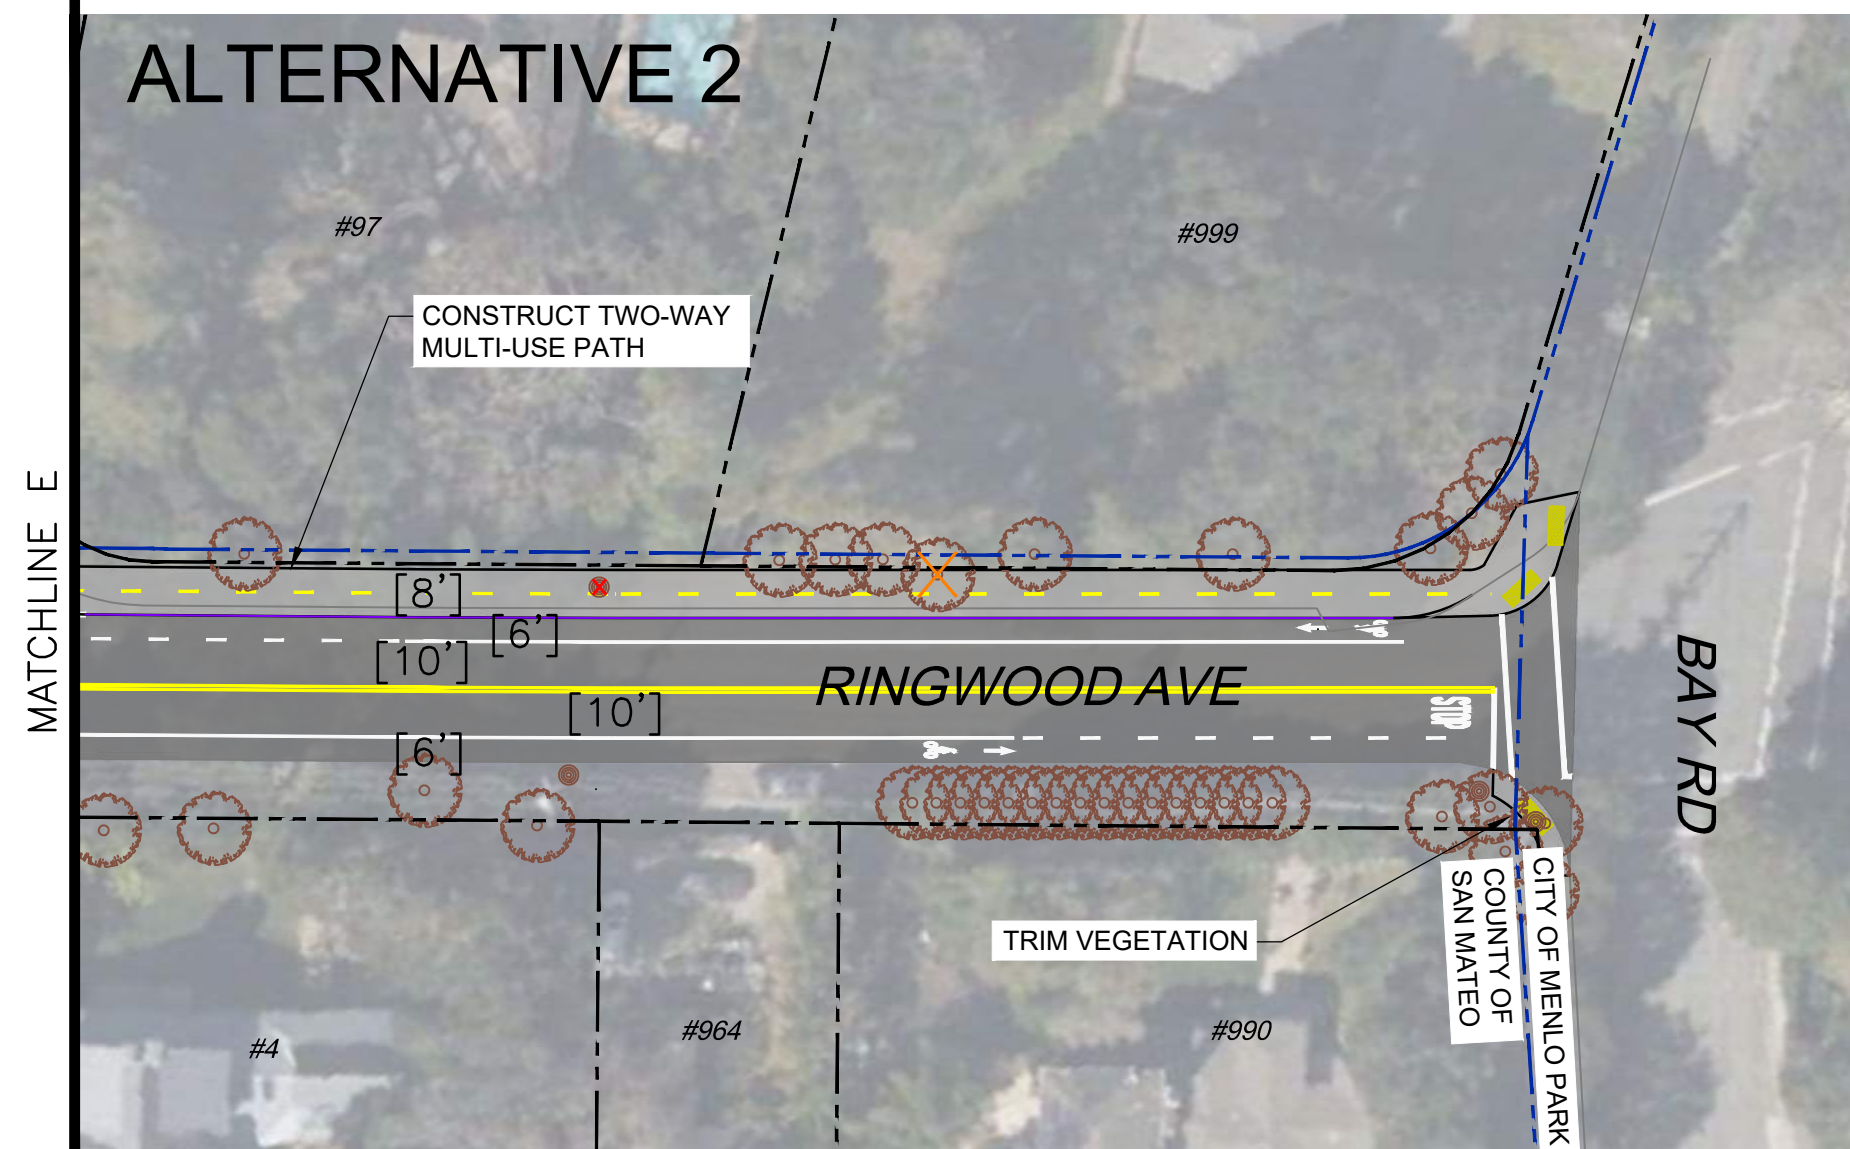 ALTERNATIVE 2
#97
#999
CONSTRUCT TWO-WAY
MULTI-USE PATH
MATCHLINE E
[8']
[6']
[10']
RINGWOOD AVE
[10']
STOP
[6']
BAY RD
TRIM VEGETATION
COUNTY OF
SAN MATEO
CITY OF MENLO PARK
#4
#964
#990